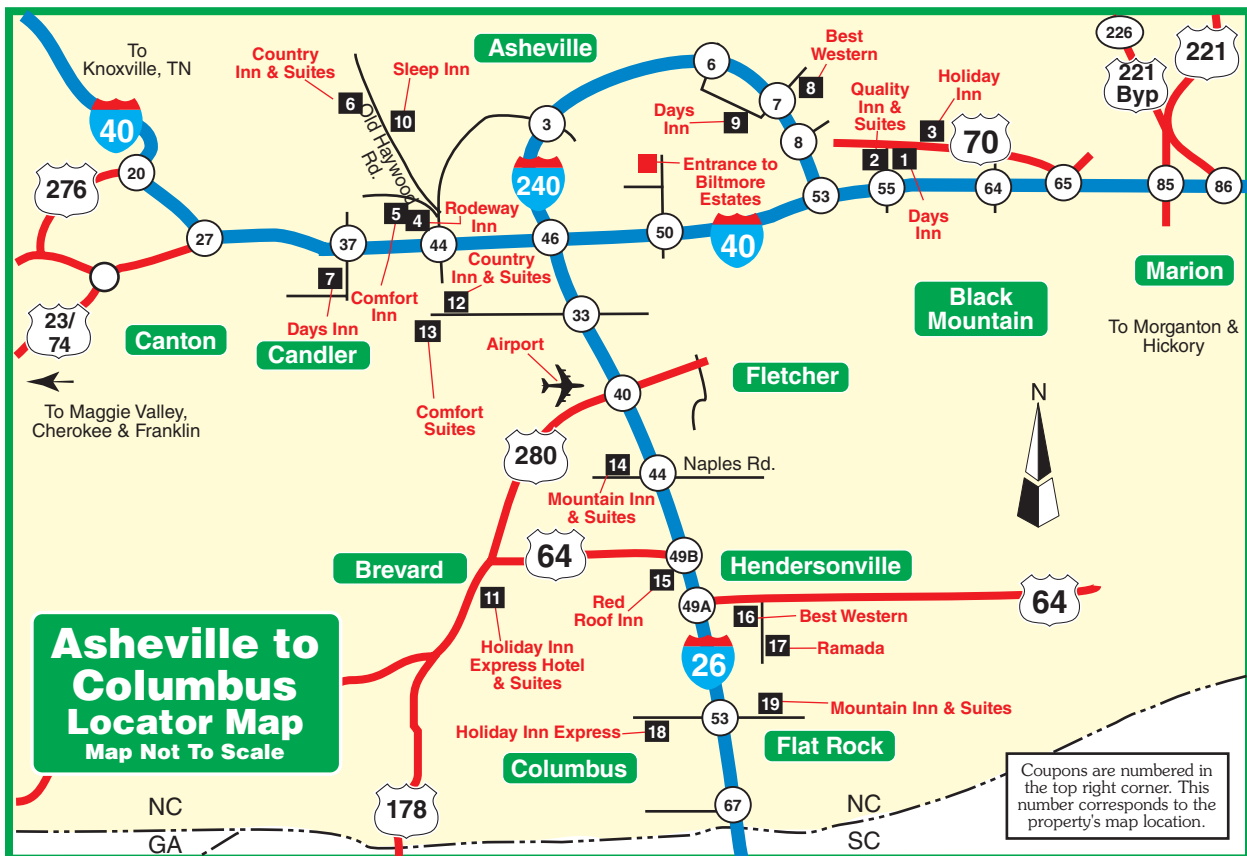 To
Knoxville, TN
Country
Inn & Suites
Sleep Inn
Asheville
Best
Western
226
221
221
Byp
40
6
10
Old Haywood
Rd.
3
6
7
8
Days
Inn
9
8
Quality
Inn &
Suites
Holiday
Inn
3
70
2
1
20
276
240
Entrance to
Biltmore
Estates
53
55
64
65
85
86
Days
Inn
5
4
Rodeway
Inn
27
37
44
46
50
40
Country
Inn & Suites
12
7
Comfort
Inn
Days Inn
13
33
Marion
Black
Mountain
To Morganton &
Hickory
23/
74
Canton
Candler
Airport
Fletcher
To Maggie Valley,
Cherokee & Franklin
Comfort
Suites
40
N
280
14
44
Naples Rd.
Mountain Inn
& Suites
Brevard
64
49B
Hendersonville
15
Red
Roof Inn
49A
64
11
Holiday Inn
Express Hotel
& Suites
16
Best Western
17
Ramada
26
Asheville to
Columbus
Locator Map
Map Not To Scale
19
Mountain Inn & Suites
53
Holiday Inn Express
18
Flat Rock
Columbus
Coupons are numbered in
the top right corner. This
number corresponds to the
property's map location.
178
67
NC
GA
NC
SC